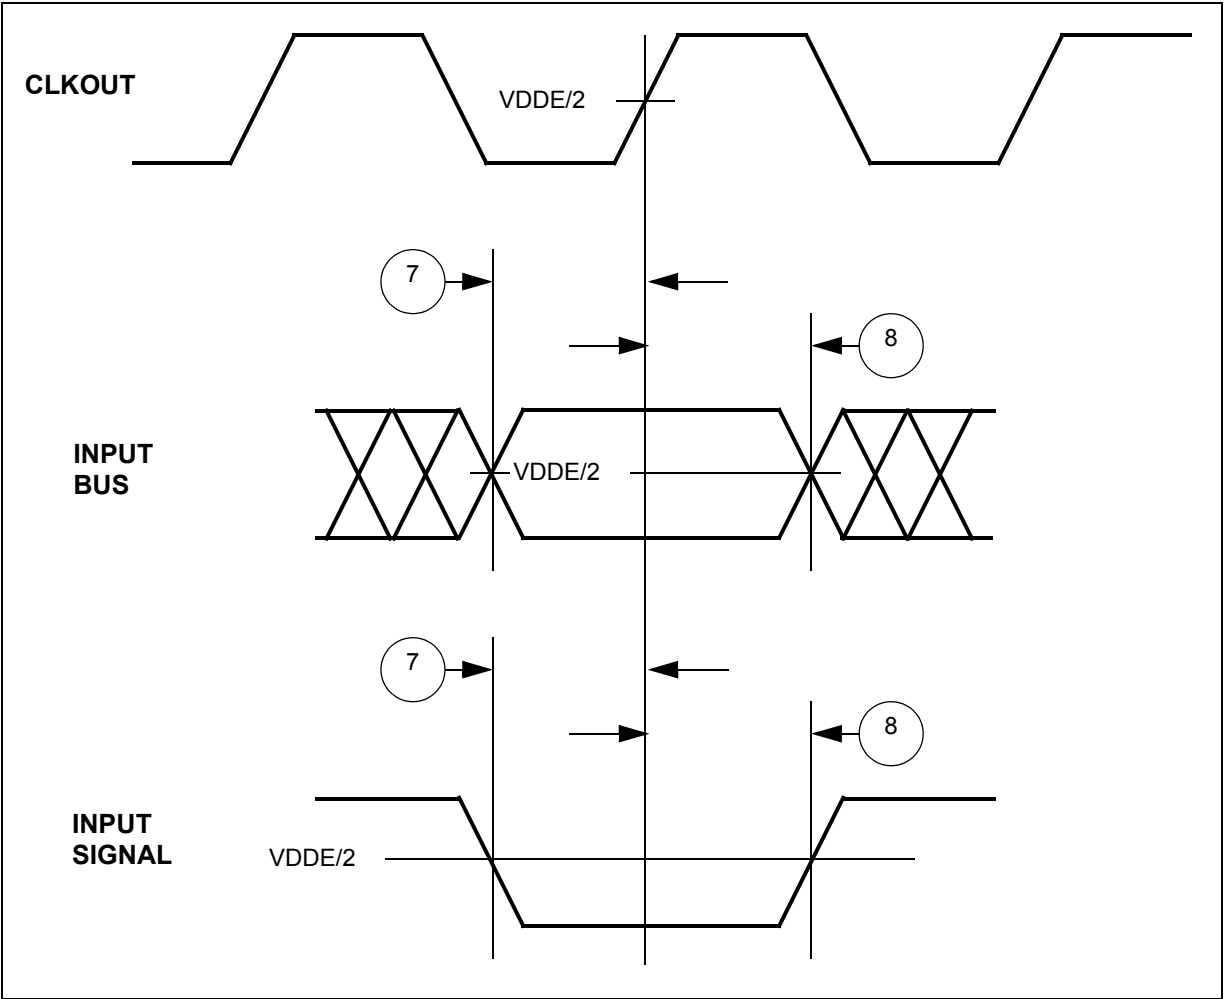 CLKOUT
VDDE/2
7
8
INPUT
BUS
VDDE/2
7
8
INPUT
SIGNAL
VDDE/2